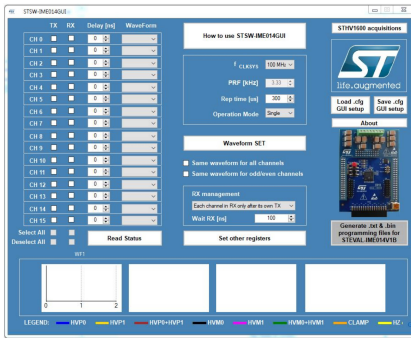 STSW-IME014GUI
TX RX Delay [ns] WaveForm
CH 0 0
CH 1 0
CH 2 0
CH 3 0
CH 4 0
CH 5 0
CH 6 0
CH 7 0
CH 8 0
CH 9 0
CH 10 0
CH 11 0
CH 12 0
CH 13 0
CH 14 0
CH 15 0
Select All
Deselect All
Read Status
How to use STSW-IME014GUI
f CLKSYS 100 MHz
PRF [kHz] 3.33
Rep time [us] 300
Operation Mode Single
Waveform SET
Same waveform for all channels
Same waveform for odd/even channels
RX management
Each channel in RX only after its own TX
Wait RX [ns] 100
Set other registers
STHV1600 acquisitions
ST
life.augmented
Load .cfg GUI setup
Save .cfg GUI setup
About
Generate .txt & .bin
programming files for
STEVAL-IME014V1B
WF1
0 1 2
LEGEND: HVP0 HVP1 HVP0+HVP1 HVM0 HVM1 HVM0+HVM1 CLAMP HZ